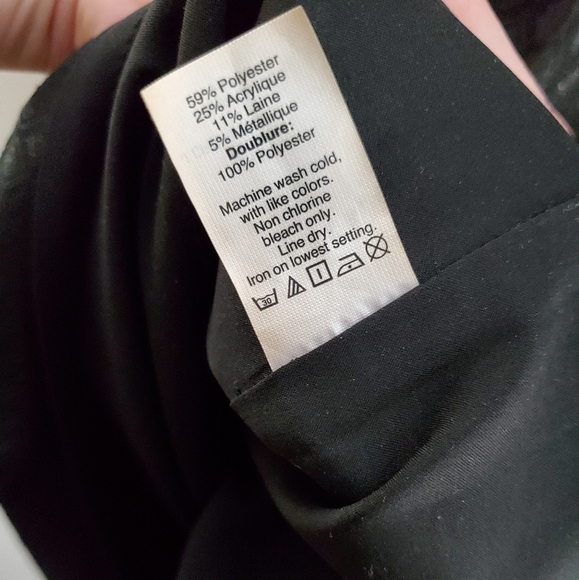 59% Polyester
25% Acrylique
11% Laine
5% Métallique
Doublure:
100% Polyester
Machine wash cold,
with like colors.
Non chlorine
bleach only.
Line dry.
Iron on lowest setting.
30